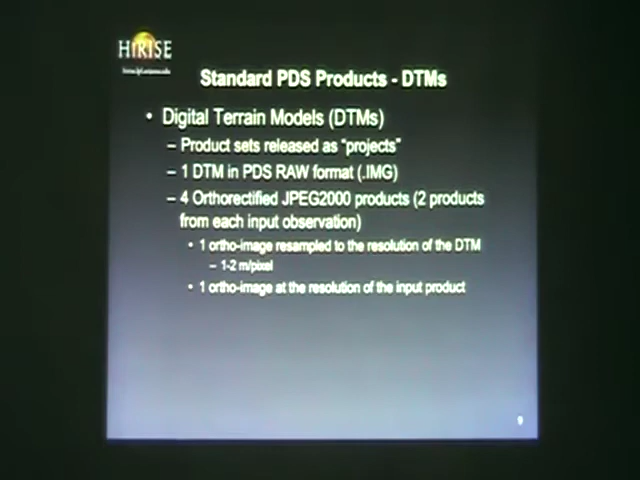 HiRISE
Standard PDS Products - DTMs
• Digital Terrain Models (DTMs)
– Product sets released as "projects"
– 1 DTM in PDS RAW format (.IMG)
– 4 Orthorectified JPEG2000 products (2 products
from each input observation)
• 1 ortho-image resampled to the resolution of the DTM
– 1-2 m/pixel
• 1 ortho-image at the resolution of the input product
9